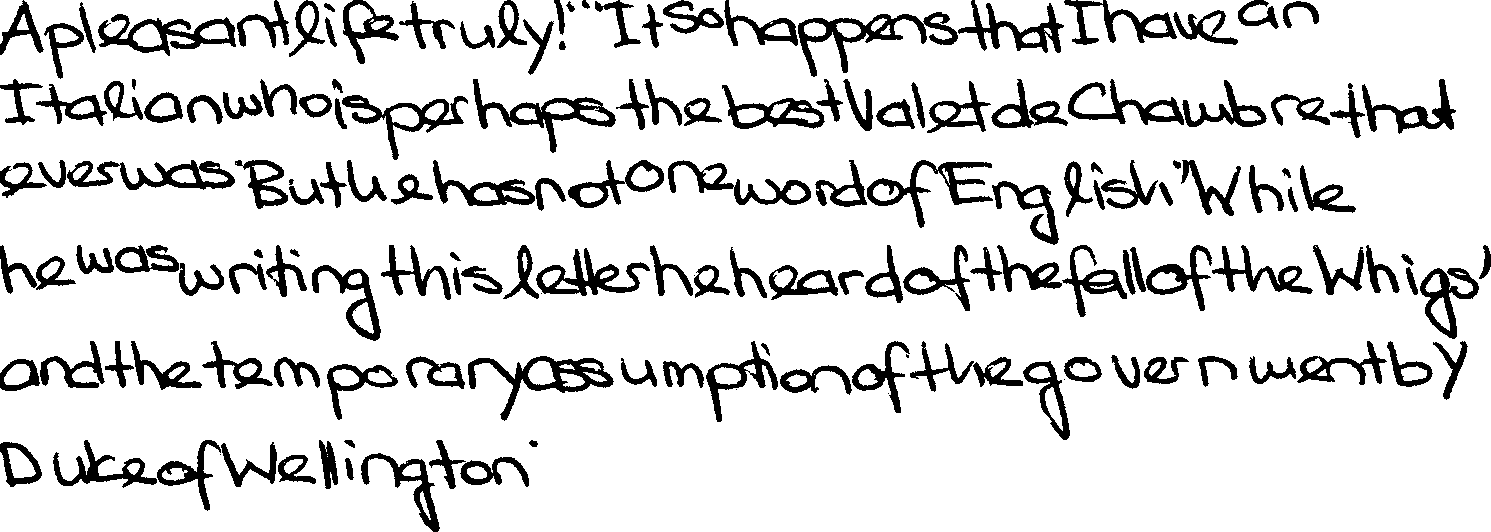 A pleasant life truly!" "It so happens that I have an
Italian who is perhaps the best Valet de Chambre that
ever was. But he has not one word of English." While
he was writing this letter he heard of the fall of the Whigs'
and the temporary assumption of the government by
Duke of Wellington.